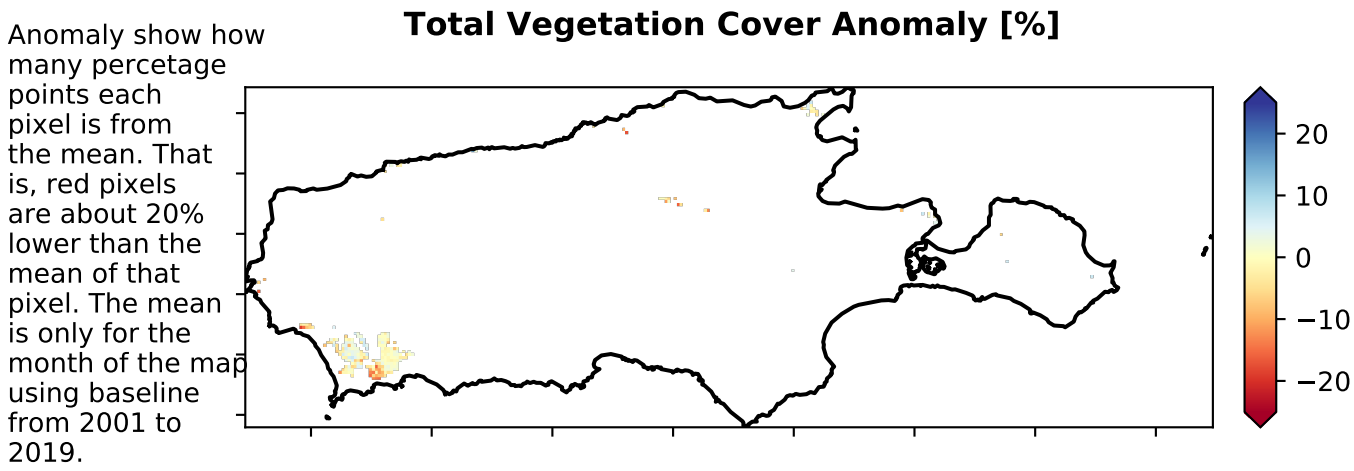 Total Vegetation Cover Anomaly [%]
Anomaly show how
many percetage
points each
pixel is from
the mean. That
is, red pixels
are about 20%
lower than the
mean of that
pixel. The mean
is only for the
month of the map
using baseline
from 2001 to
2019.
20
10
0
−10
−20